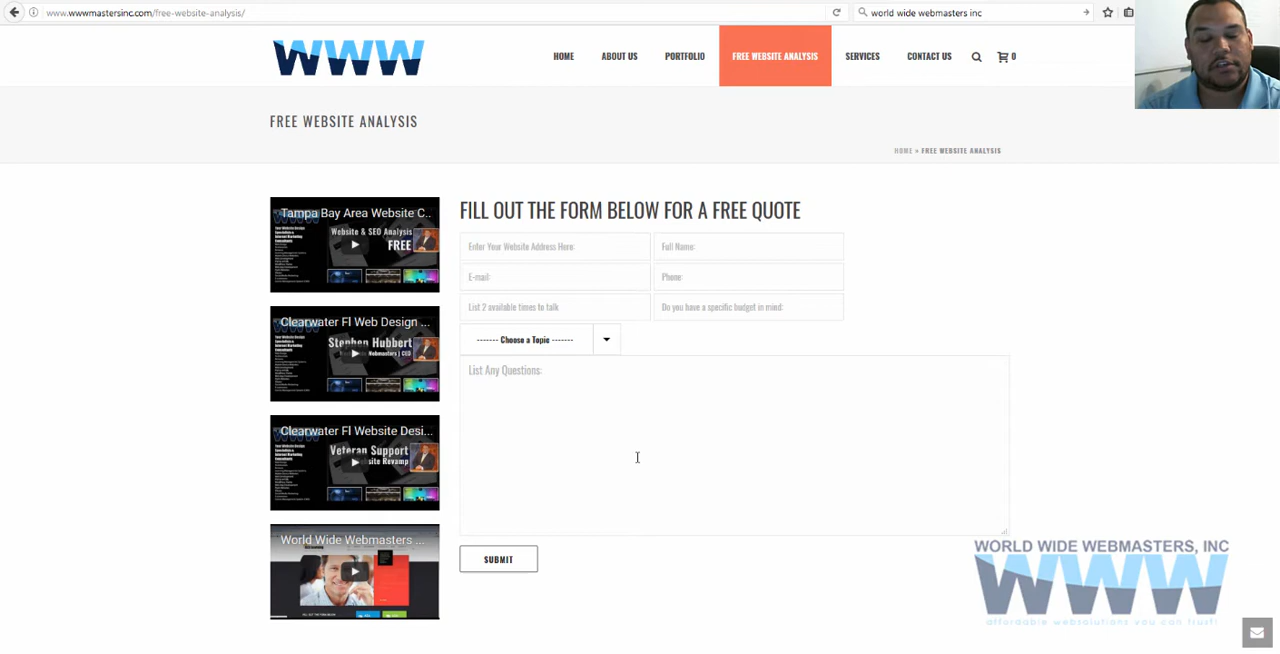 www.wwwmastersinc.com/free-website-analysis/
world wide webmasters inc
WWW
HOME
ABOUT US
PORTFOLIO
FREE WEBSITE ANALYSIS
SERVICES
CONTACT US
0
FREE WEBSITE ANALYSIS
HOME » FREE WEBSITE ANALYSIS
Tampa Bay Area Website C..
Website & SEO Analysis
FREE
Clearwater Fl Web Design ...
Stephen Hubbert
Clearwater Fl Website Desi...
Veteran Support
World Wide Webmasters ...
FILL OUT THE FORM BELOW FOR A FREE QUOTE
Enter Your Website Address Here:
Full Name:
E-mail:
Phone:
List 2 available times to talk
Do you have a specific budget in mind:
------- Choose a Topic -------
List Any Questions:
SUBMIT
WORLD WIDE WEBMASTERS, INC
WWW
affordable websolutions you can trust!